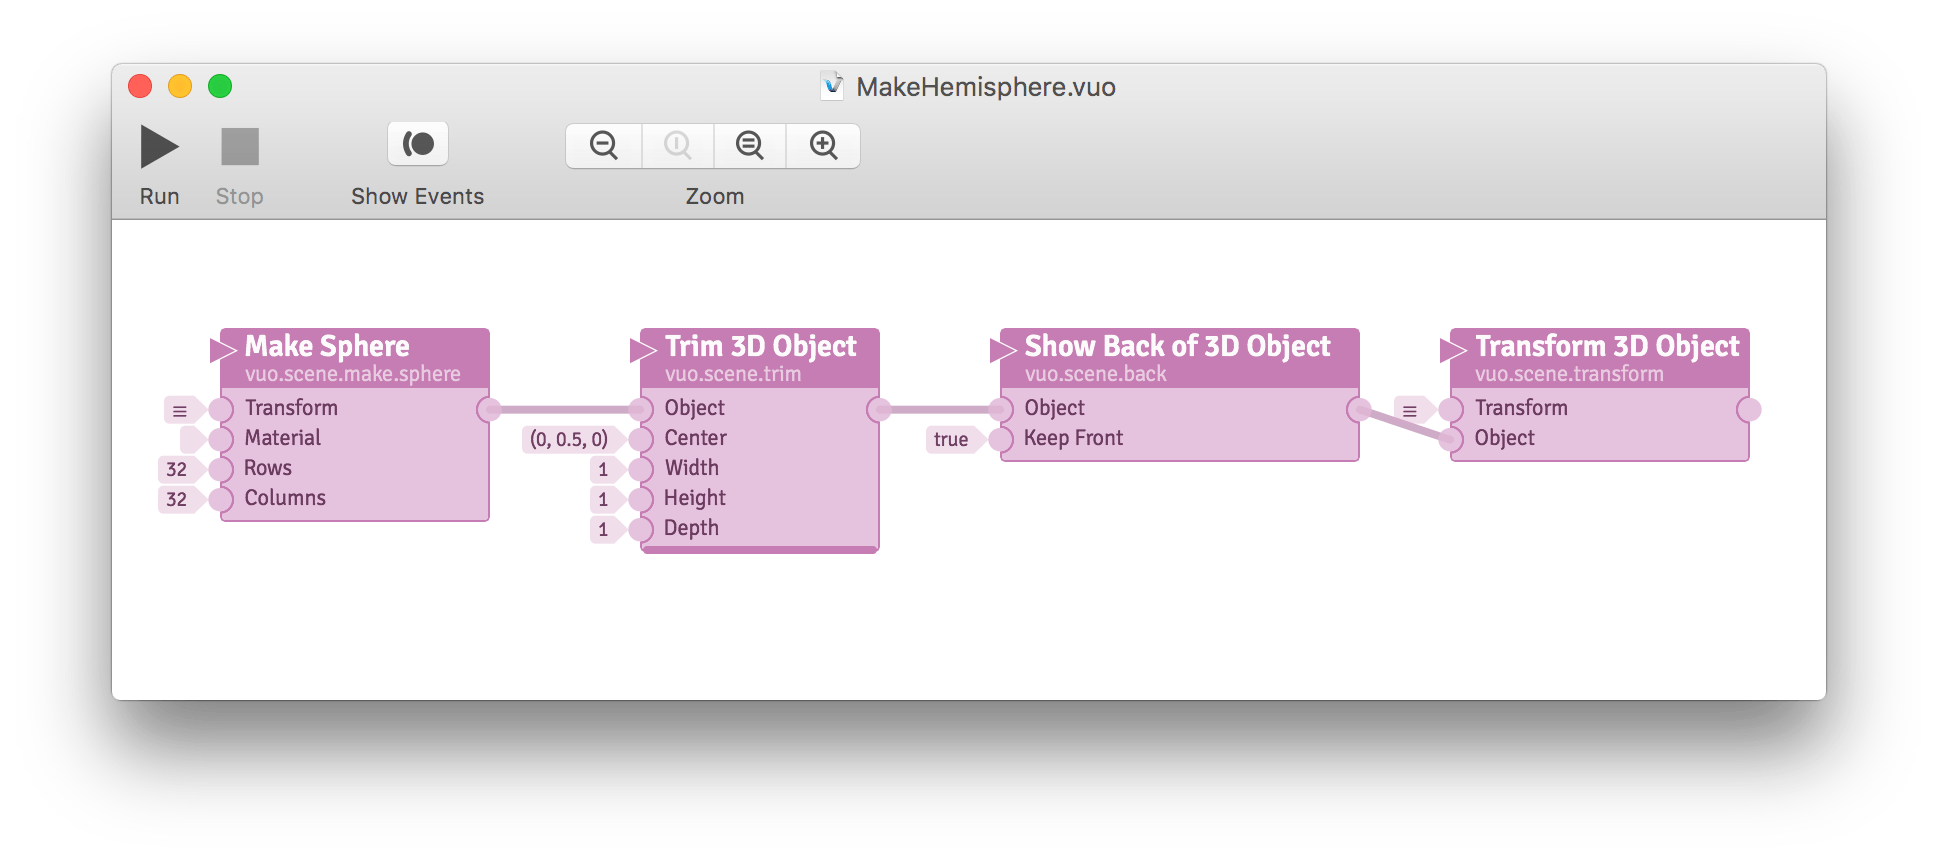 MakeHemisphere.vuo
Run
Stop
Show Events
Zoom
Make Sphere
vuo.scene.make.sphere
Transform
Material
32 Rows
32 Columns
Trim 3D Object
vuo.scene.trim
Object
(0, 0.5, 0) Center
1 Width
1 Height
1 Depth
Show Back of 3D Object
vuo.scene.back
Object
true Keep Front
Transform 3D Object
vuo.scene.transform
Transform
Object